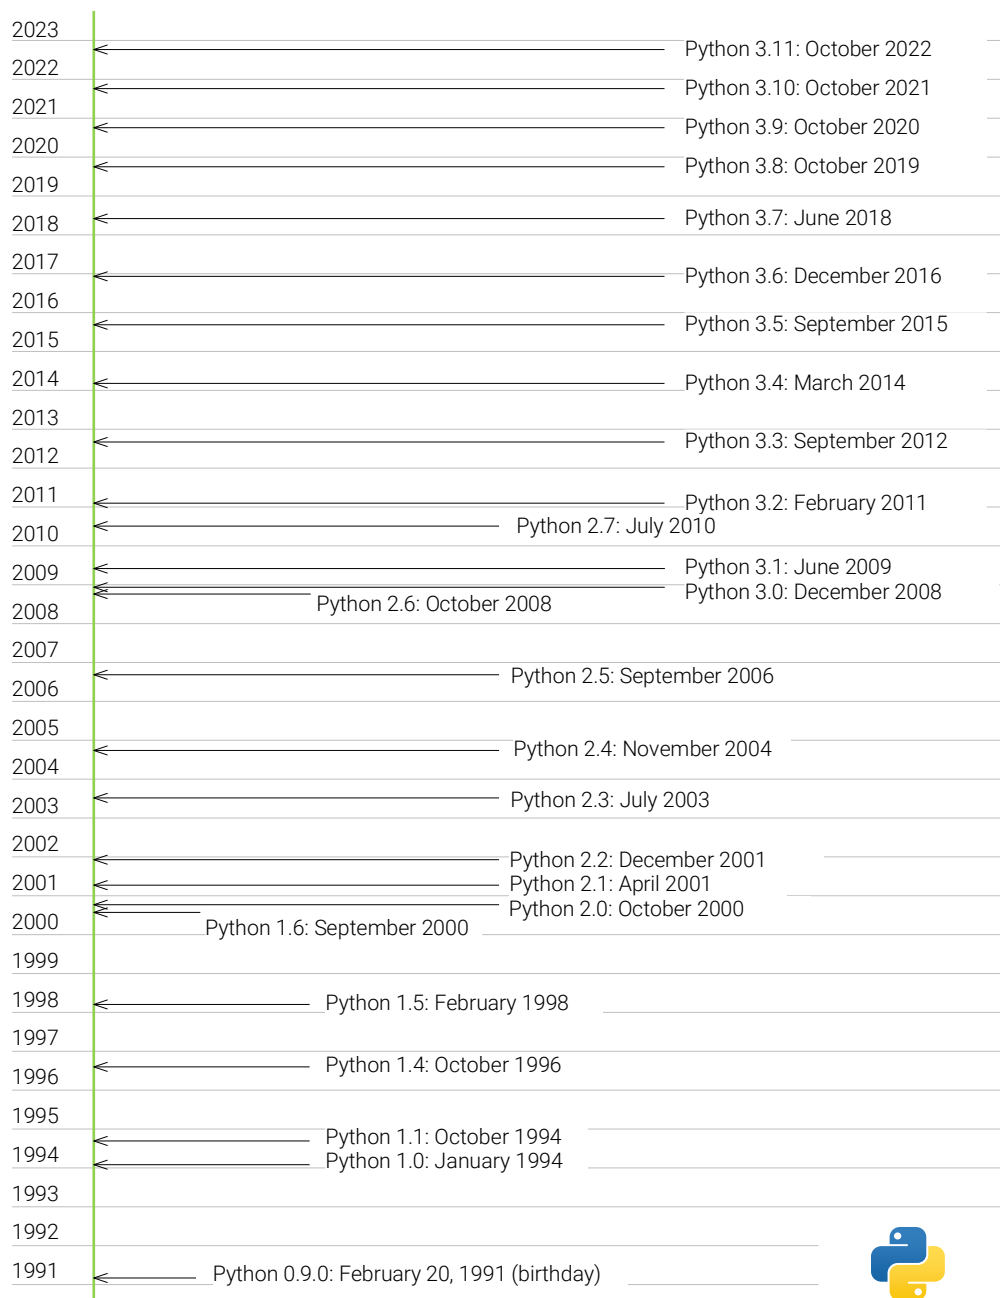 2023
Python 3.11: October 2022
2022
Python 3.10: October 2021
2021
Python 3.9: October 2020
2020
Python 3.8: October 2019
2019
Python 3.7: June 2018
2018
2017
Python 3.6: December 2016
2016
Python 3.5: September 2015
2015
2014
Python 3.4: March 2014
2013
Python 3.3: September 2012
2012
2011
Python 3.2: February 2011
Python 2.7: July 2010
2010
Python 3.1: June 2009
2009
Python 3.0: December 2008
Python 2.6: October 2008
2008
2007
Python 2.5: September 2006
2006
2005
Python 2.4: November 2004
2004
Python 2.3: July 2003
2003
2002
Python 2.2: December 2001
2001
Python 2.1: April 2001
Python 2.0: October 2000
2000
Python 1.6: September 2000
1999
1998
Python 1.5: February 1998
1997
Python 1.4: October 1996
1996
1995
Python 1.1: October 1994
1994
Python 1.0: January 1994
1993
1992
1991
Python 0.9.0: February 20, 1991 (birthday)